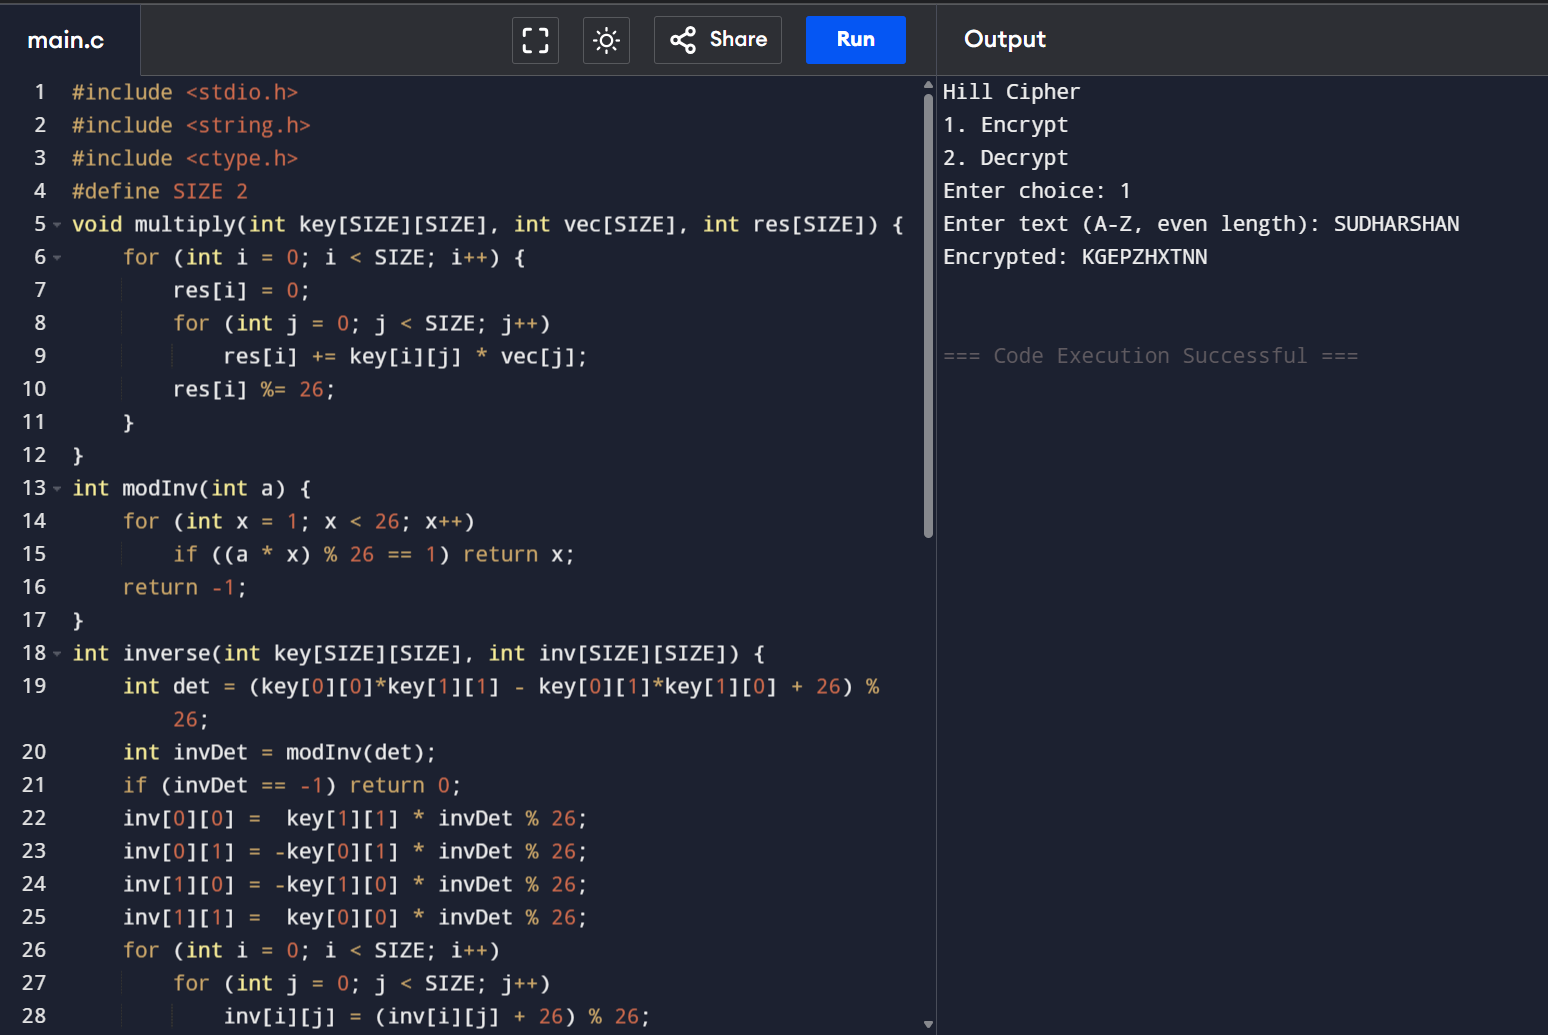 main.c
Share
Run
Output
1 #include <stdio.h>
2 #include <string.h>
3 #include <ctype.h>
4 #define SIZE 2
5 void multiply(int key[SIZE][SIZE], int vec[SIZE], int res[SIZE]) {
6     for (int i = 0; i < SIZE; i++) {
7         res[i] = 0;
8         for (int j = 0; j < SIZE; j++)
9             res[i] += key[i][j] * vec[j];
10         res[i] %= 26;
11     }
12 }
13 int modInv(int a) {
14     for (int x = 1; x < 26; x++)
15         if ((a * x) % 26 == 1) return x;
16     return -1;
17 }
18 int inverse(int key[SIZE][SIZE], int inv[SIZE][SIZE]) {
19     int det = (key[0][0]*key[1][1] - key[0][1]*key[1][0] + 26) %
        26;
20     int invDet = modInv(det);
21     if (invDet == -1) return 0;
22     inv[0][0] =  key[1][1] * invDet % 26;
23     inv[0][1] = -key[0][1] * invDet % 26;
24     inv[1][0] = -key[1][0] * invDet % 26;
25     inv[1][1] =  key[0][0] * invDet % 26;
26     for (int i = 0; i < SIZE; i++)
27         for (int j = 0; j < SIZE; j++)
28             inv[i][j] = (inv[i][j] + 26) % 26;
Hill Cipher
1. Encrypt
2. Decrypt
Enter choice: 1
Enter text (A-Z, even length): SUDHARSHAN
Encrypted: KGEPZHXTNN
=== Code Execution Successful ===